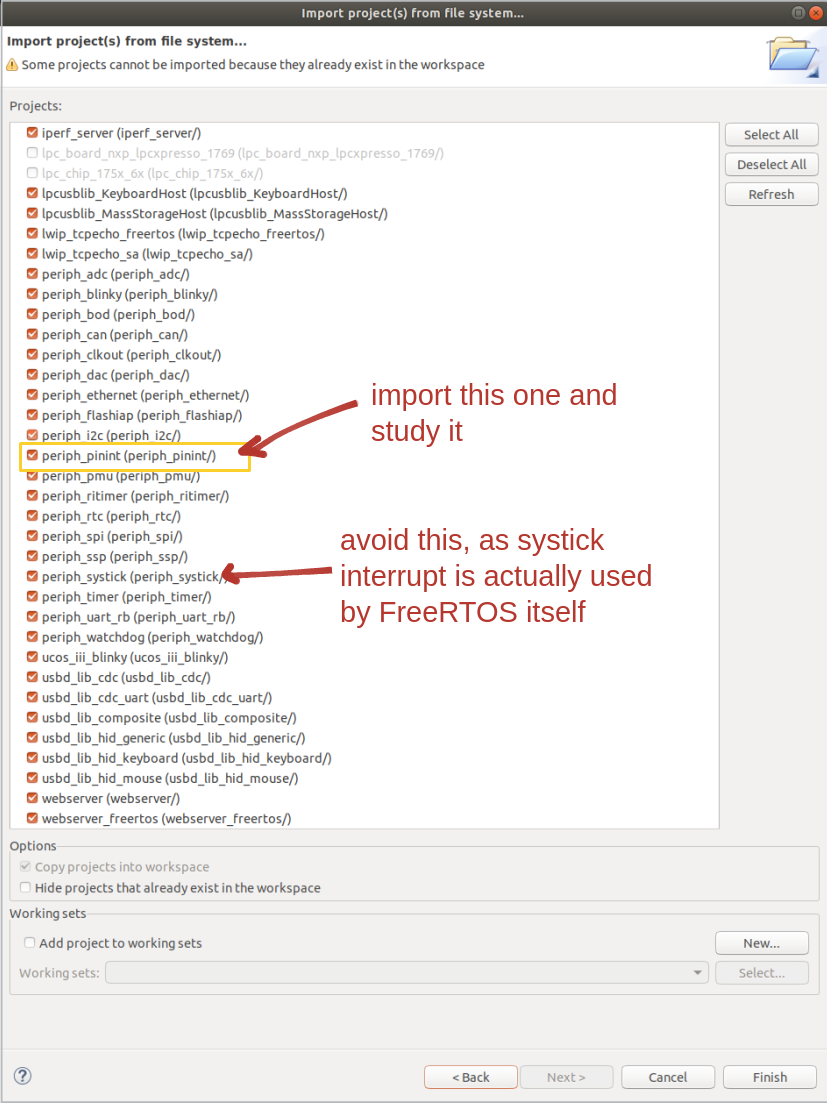 Import project(s) from file system...
Import project(s) from file system...
Some projects cannot be imported because they already exist in the workspace
Projects:
iperf_server (iperf_server/)
lpc_board_nxp_lpcxpresso_1769 (lpc_board_nxp_lpcxpresso_1769/)
lpc_chip_175x_6x (lpc_chip_175x_6x/)
lpcusblib_KeyboardHost (lpcusblib_KeyboardHost/)
lpcusblib_MassStorageHost (lpcusblib_MassStorageHost/)
lwip_tcpecho_freertos (lwip_tcpecho_freertos/)
lwip_tcpecho_sa (lwip_tcpecho_sa/)
periph_adc (periph_adc/)
periph_blinky (periph_blinky/)
periph_bod (periph_bod/)
periph_can (periph_can/)
periph_clkout (periph_clkout/)
periph_dac (periph_dac/)
periph_ethernet (periph_ethernet/)
periph_flashiap (periph_flashiap/)
periph_i2c (periph_i2c/)
periph_pinint (periph_pinint/)
periph_pmu (periph_pmu/)
periph_ritimer (periph_ritimer/)
periph_rtc (periph_rtc/)
periph_spi (periph_spi/)
periph_ssp (periph_ssp/)
periph_systick (periph_systick/)
periph_timer (periph_timer/)
periph_uart_rb (periph_uart_rb/)
periph_watchdog (periph_watchdog/)
ucos_iii_blinky (ucos_iii_blinky/)
usbd_lib_cdc (usbd_lib_cdc/)
usbd_lib_cdc_uart (usbd_lib_cdc_uart/)
usbd_lib_composite (usbd_lib_composite/)
usbd_lib_hid_generic (usbd_lib_hid_generic/)
usbd_lib_hid_keyboard (usbd_lib_hid_keyboard/)
usbd_lib_hid_mouse (usbd_lib_hid_mouse/)
webserver (webserver/)
webserver_freertos (webserver_freertos/)
Select All
Deselect All
Refresh
import this one and
study it
avoid this, as systick
interrupt is actually used
by FreeRTOS itself
Options
Copy projects into workspace
Hide projects that already exist in the workspace
Working sets
Add project to working sets
New...
Working sets:
Select...
?
< Back
Next >
Cancel
Finish